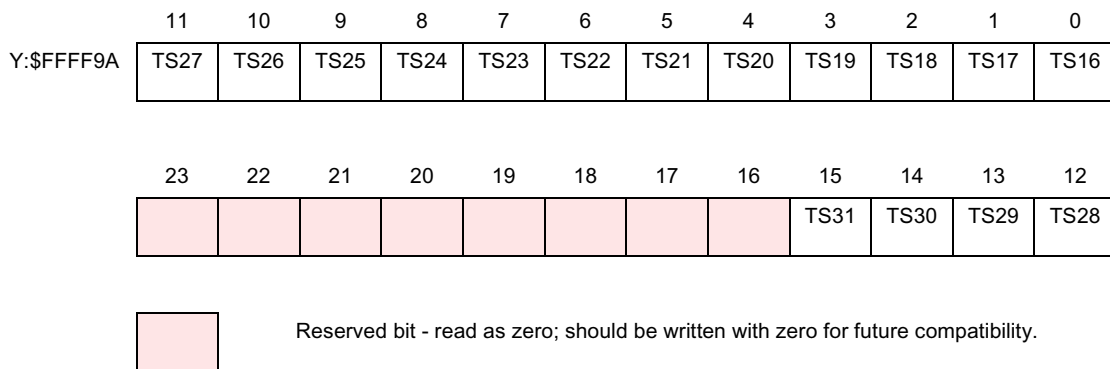 11 10 9 8 7 6 5 4 3 2 1 0
Y:$FFFF9A TS27 TS26 TS25 TS24 TS23 TS22 TS21 TS20 TS19 TS18 TS17 TS16
23 22 21 20 19 18 17 16 15 14 13 12
TS31 TS30 TS29 TS28
Reserved bit - read as zero; should be written with zero for future compatibility.